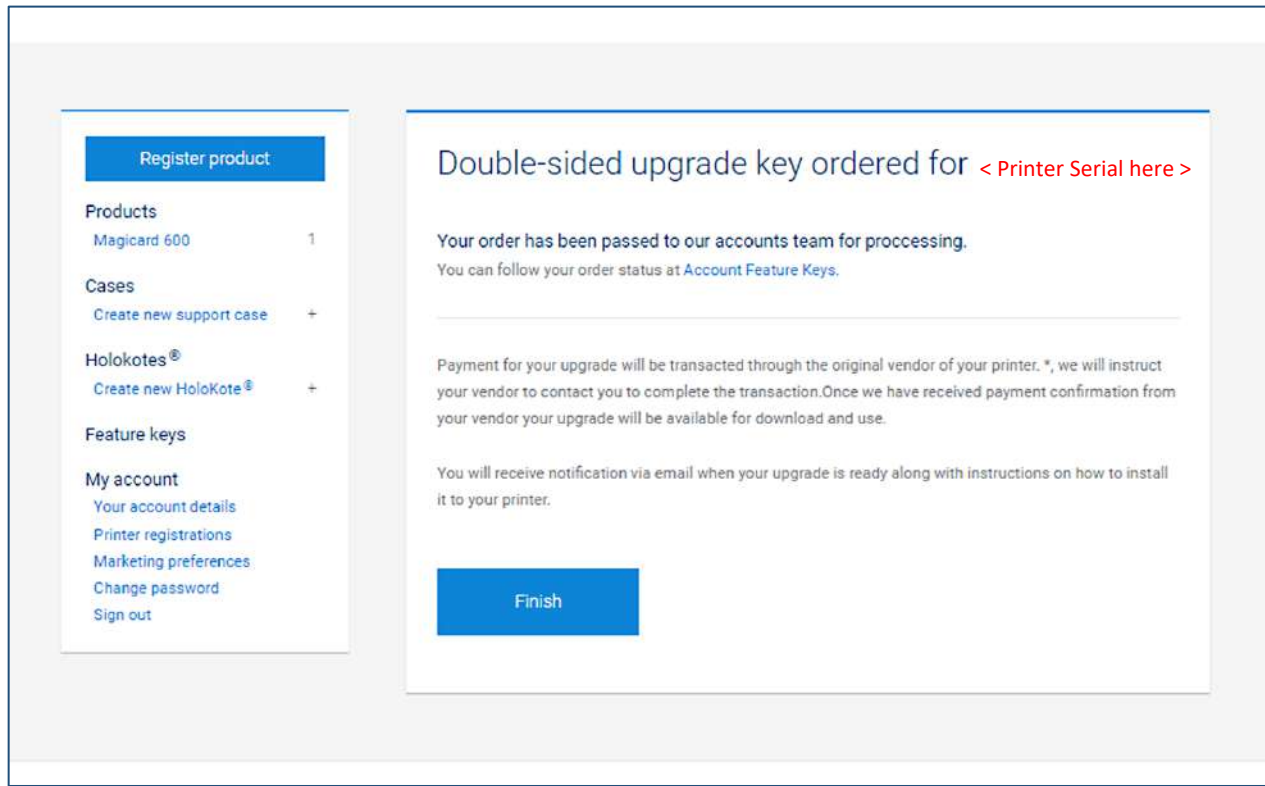 Register product
Products
Magicard 600 1
Cases
Create new support case +
Holokotes ®
Create new HoloKote ® +
Feature keys
My account
Your account details
Printer registrations
Marketing preferences
Change password
Sign out
Double-sided upgrade key ordered for < Printer Serial here >
Your order has been passed to our accounts team for proccessing.
You can follow your order status at Account Feature Keys.
Payment for your upgrade will be transacted through the original vendor of your printer. *, we will instruct
your vendor to contact you to complete the transaction.Once we have received payment confirmation from
your vendor your upgrade will be available for download and use.
You will receive notification via email when your upgrade is ready along with instructions on how to install
it to your printer.
Finish